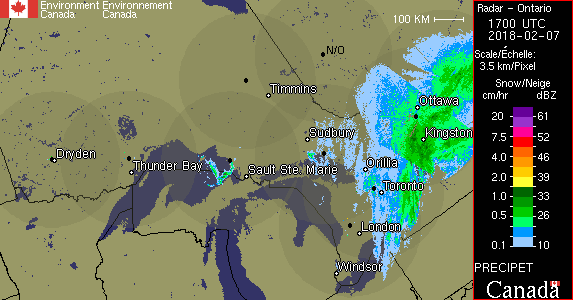 Environment Environnement
Canada Canada
100 KM
N/O
Timmins
Ottawa
Sudbury
Kingston
Dryden
Thunder Bay
Sault Ste. Marie
Orillia
Toronto
London
Windsor
Radar - Ontario
1700 UTC
2018-02-07
Scale/Échelle:
3.5 km/Pixel
Snow/Neige
cm/hr dBZ
20 61
7.5 52
4.0 46
2.0 39
1.0 33
0.5 26
0.1 10
PRECIPET
Canada